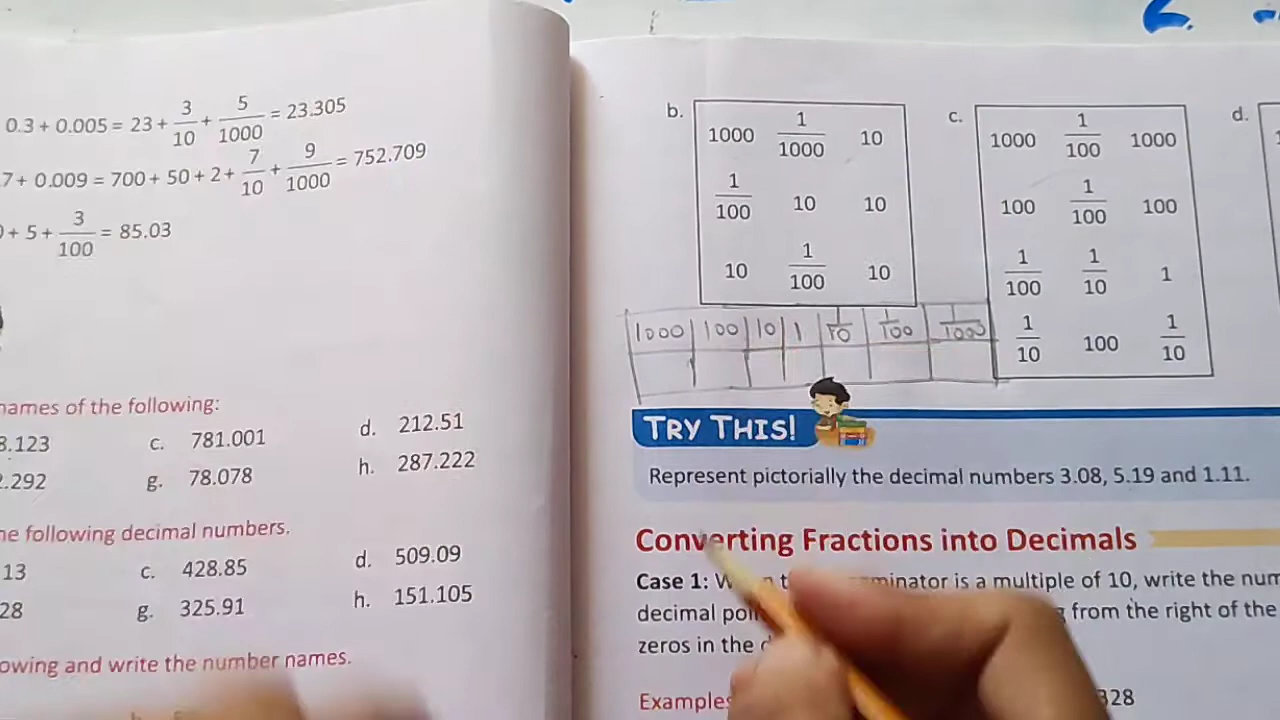 0.3 + 0.005 = 23 + 3/10 + 5/1000 = 23.305
7 + 0.009 = 700 + 50 + 2 + 7/10 + 9/1000 = 752.709
+ 5 + 3/100 = 85.03
names of the following:
.123 c. 781.001 d. 212.51
.292 g. 78.078 h. 287.222
he following decimal numbers.
13 c. 428.85 d. 509.09
28 g. 325.91 h. 151.105
owing and write the number names.
b.
1000 1/1000 10
1/100 10 10
10 1/100 10
c.
1000 1/100 1000
100 1/100 100
1/100 1/10 1
1/10 100 1/10
d.
1000 100 10 1 1/10 1/100 1/1000
TRY THIS!
Represent pictorially the decimal numbers 3.08, 5.19 and 1.11.
Converting Fractions into Decimals
Case 1: minator is a multiple of 10, write the num
decimal from the right of the
zeros in the
Examples 328